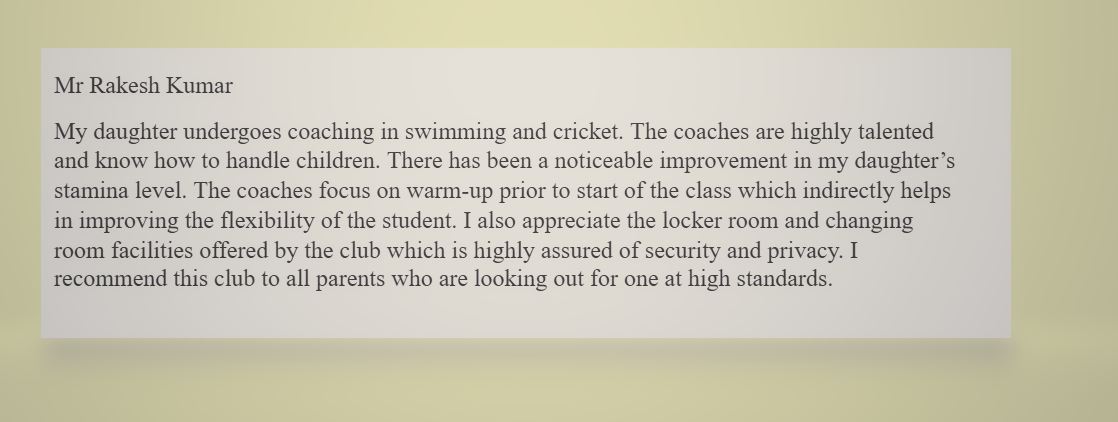 Mr Rakesh Kumar
My daughter undergoes coaching in swimming and cricket. The coaches are highly talented
and know how to handle children. There has been a noticeable improvement in my daughter’s
stamina level. The coaches focus on warm-up prior to start of the class which indirectly helps
in improving the flexibility of the student. I also appreciate the locker room and changing
room facilities offered by the club which is highly assured of security and privacy. I
recommend this club to all parents who are looking out for one at high standards.